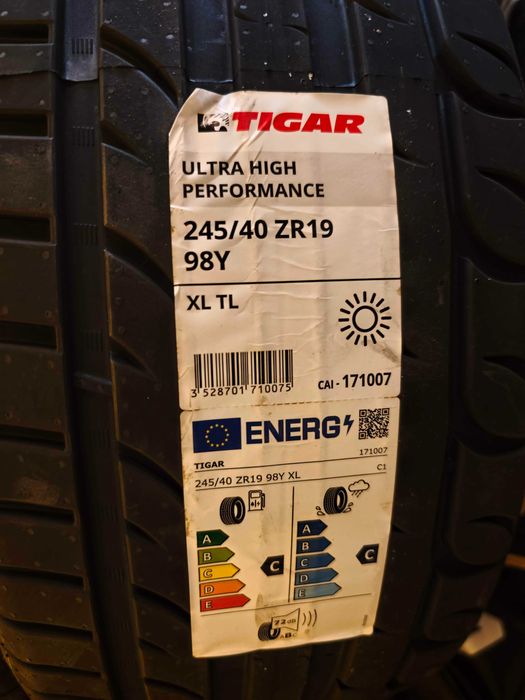 TIGAR
ULTRA HIGH
PERFORMANCE
245/40 ZR19
98Y
XL TL
3 528701 710075
CAI - 171007
ENERG
171007
TIGAR
C1
245/40 ZR19 98Y XL
A
B
C
D
E
C
A
B
C
D
E
C
72 dB
ABC